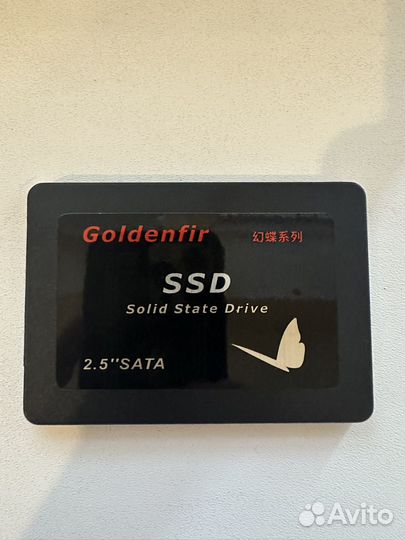 Goldenfir 幻蝶系列
SSD
Solid State Drive
2.5''SATA
Avito